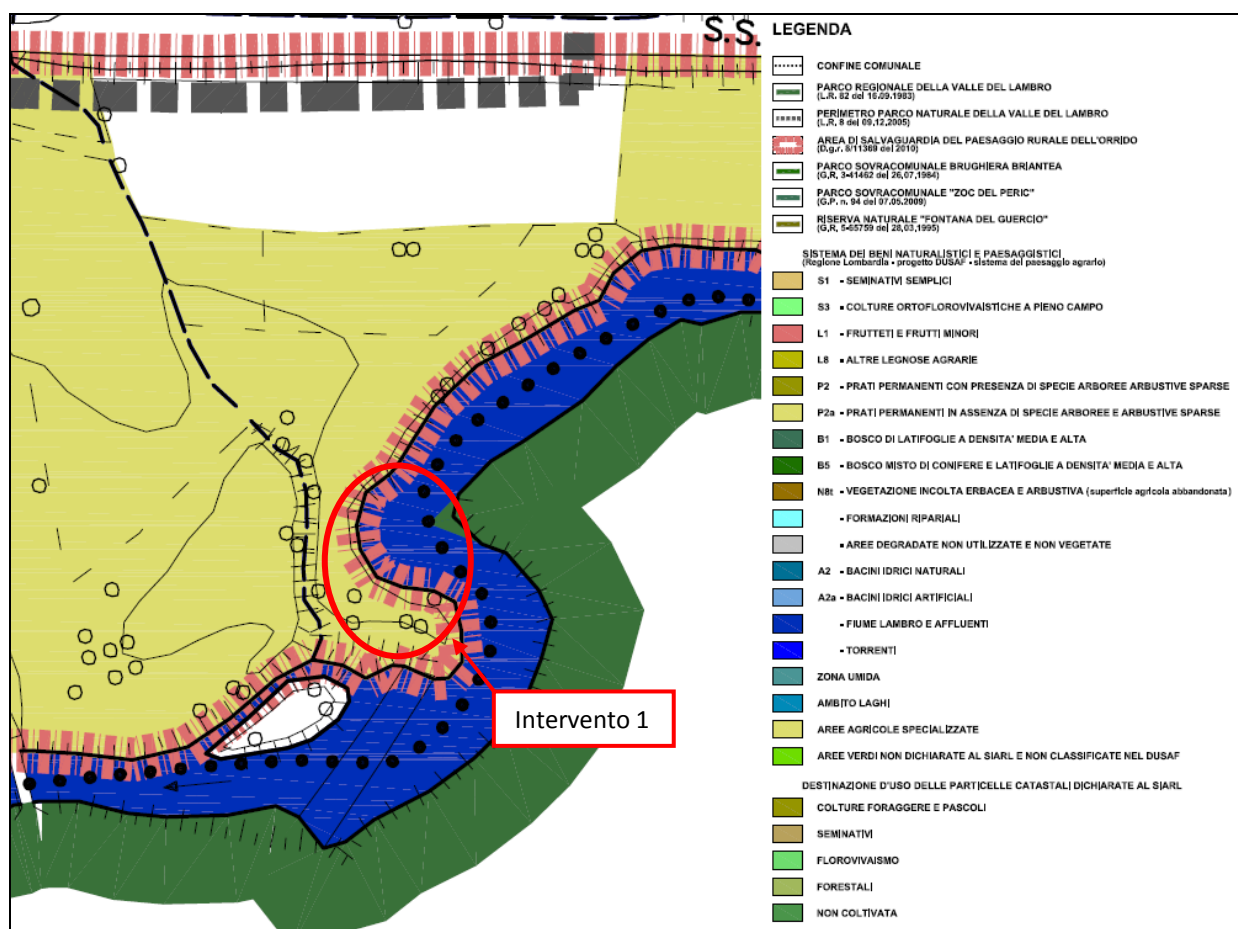 S.S.
LEGENDA
CONFINE COMUNALE
PARCO REGIONALE DELLA VALLE DEL LAMBRO
(L.R. 82 del 16.09.1983)
PERIMETRO PARCO NATURALE DELLA VALLE DEL LAMBRO
(L.R. 8 del 09.12.2005)
AREA DI SALVAGUARDIA DEL PAESAGGIO RURALE DELL'ORRIDO
(D.g.r. 8/11369 del 2010)
PARCO SOVRACOMUNALE BRUGHIERA BRIANTEA
(G.R. 3-41462 del 26.07.1984)
PARCO SOVRACOMUNALE "ZOC DEL PERIC"
(G.P. n. 94 del 07.05.2009)
RISERVA NATURALE "FONTANA DEL GUERCIO"
(G.R. 5-65759 del 28.03.1995)
SISTEMA DEI BENI NATURALISTICI E PAESAGGISTICI
(Regione Lombardia - progetto DUSAF - sistema del paesaggio agrario)
S1 - SEMINATIVI SEMPLICI
S3 - COLTURE ORTOFLOROVIVAISTICHE A PIENO CAMPO
L1 - FRUTTETI E FRUTTI MINORI
L8 - ALTRE LEGNOSE AGRARIE
P2 - PRATI PERMANENTI CON PRESENZA DI SPECIE ARBOREE ARBUSTIVE SPARSE
P2a - PRATI PERMANENTI IN ASSENZA DI SPECIE ARBOREE E ARBUSTIVE SPARSE
B1 - BOSCO DI LATIFOGLIE A DENSITA' MEDIA E ALTA
B5 - BOSCO MISTO DI CONIFERE E LATIFOGLIE A DENSITA' MEDIA E ALTA
N8t - VEGETAZIONE INCOLTA ERBACEA E ARBUSTIVA (superficie agricola abbandonata)
- FORMAZIONI RIPARIALI
- AREE DEGRADATE NON UTILIZZATE E NON VEGETATE
A2 - BACINI IDRICI NATURALI
A2a - BACINI IDRICI ARTIFICIALI
- FIUME LAMBRO E AFFLUENTI
- TORRENTI
ZONA UMIDA
AMBITO LAGHI
AREE AGRICOLE SPECIALIZZATE
AREE VERDI NON DICHIARATE AL SIARL E NON CLASSIFICATE NEL DUSAF
DESTINAZIONE D'USO DELLE PARTICELLE CATASTALI DICHIARATE AL SIARL
COLTURE FORAGGERE E PASCOLI
SEMINATIVI
FLOROVIVAISMO
FORESTALI
NON COLTIVATA
Intervento 1